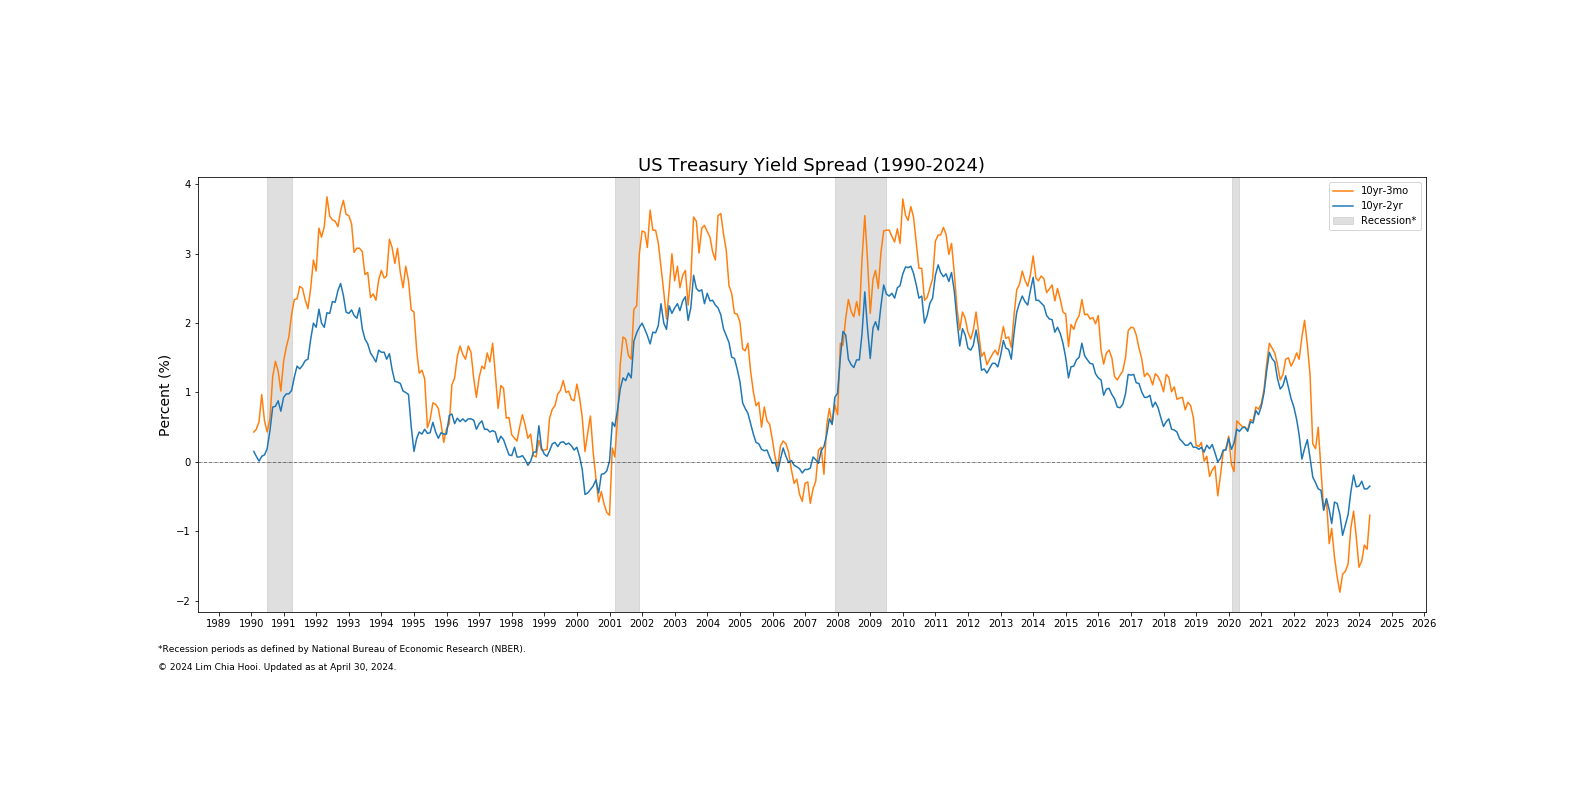 US Treasury Yield Spread (1990-2024)
10yr-3mo
10yr-2yr
Recession*
Percent (%)
4
3
2
1
0
−1
−2
1989 1990 1991 1992 1993 1994 1995 1996 1997 1998 1999 2000 2001 2002 2003 2004 2005 2006 2007 2008 2009 2010 2011 2012 2013 2014 2015 2016 2017 2018 2019 2020 2021 2022 2023 2024 2025 2026
*Recession periods as defined by National Bureau of Economic Research (NBER).
© 2024 Lim Chia Hooi. Updated as at April 30, 2024.